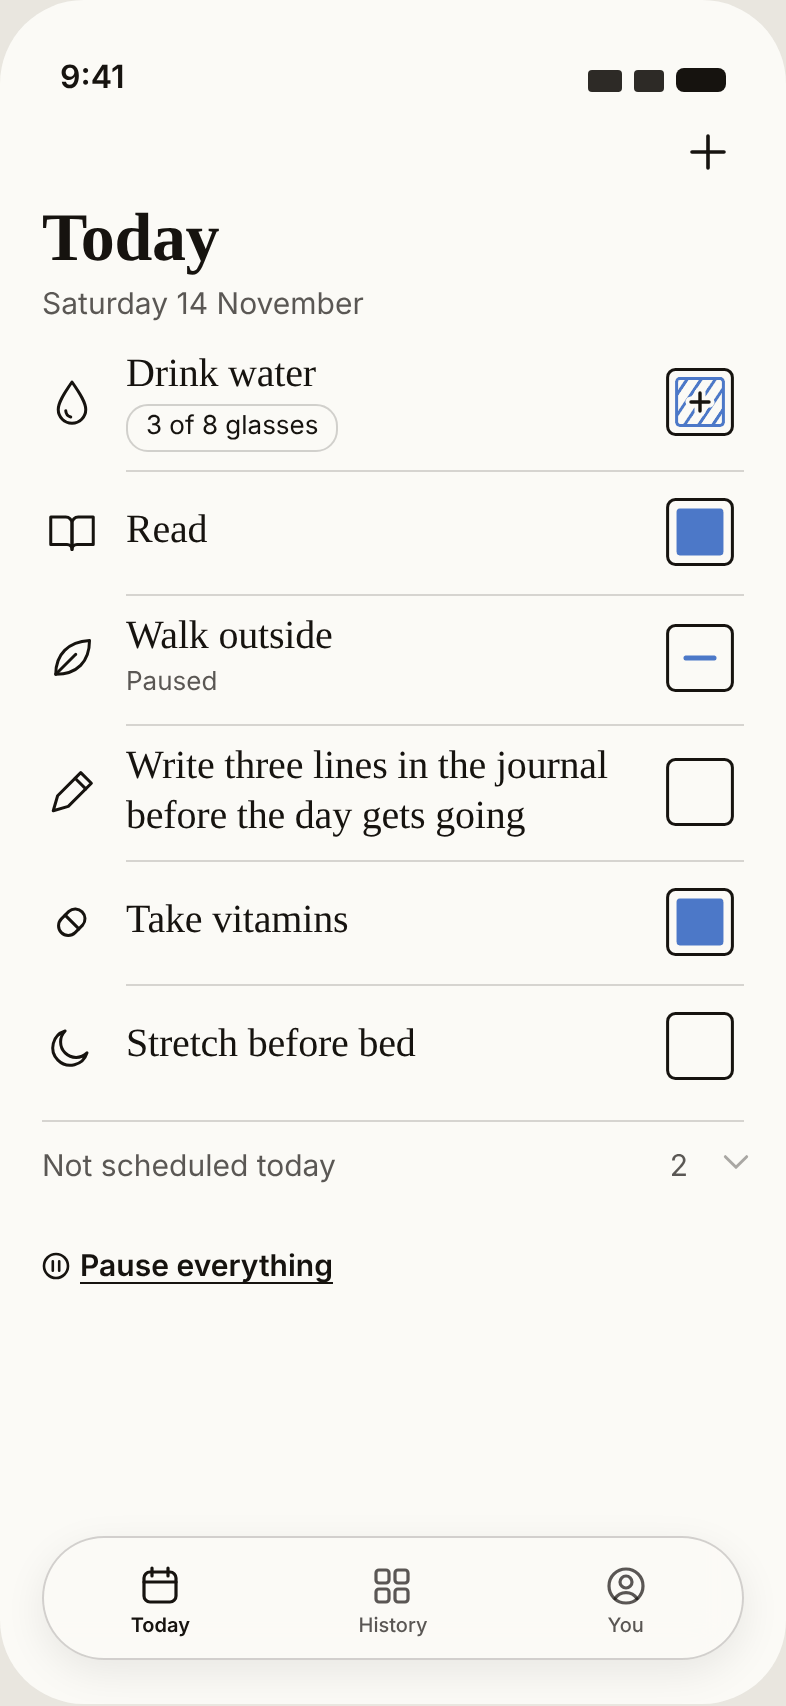 9:41
Today
Saturday 14 November
Drink water
3 of 8 glasses
Read
Walk outside
Paused
Write three lines in the journal
before the day gets going
Take vitamins
Stretch before bed
Not scheduled today 2
Pause everything
Today History You